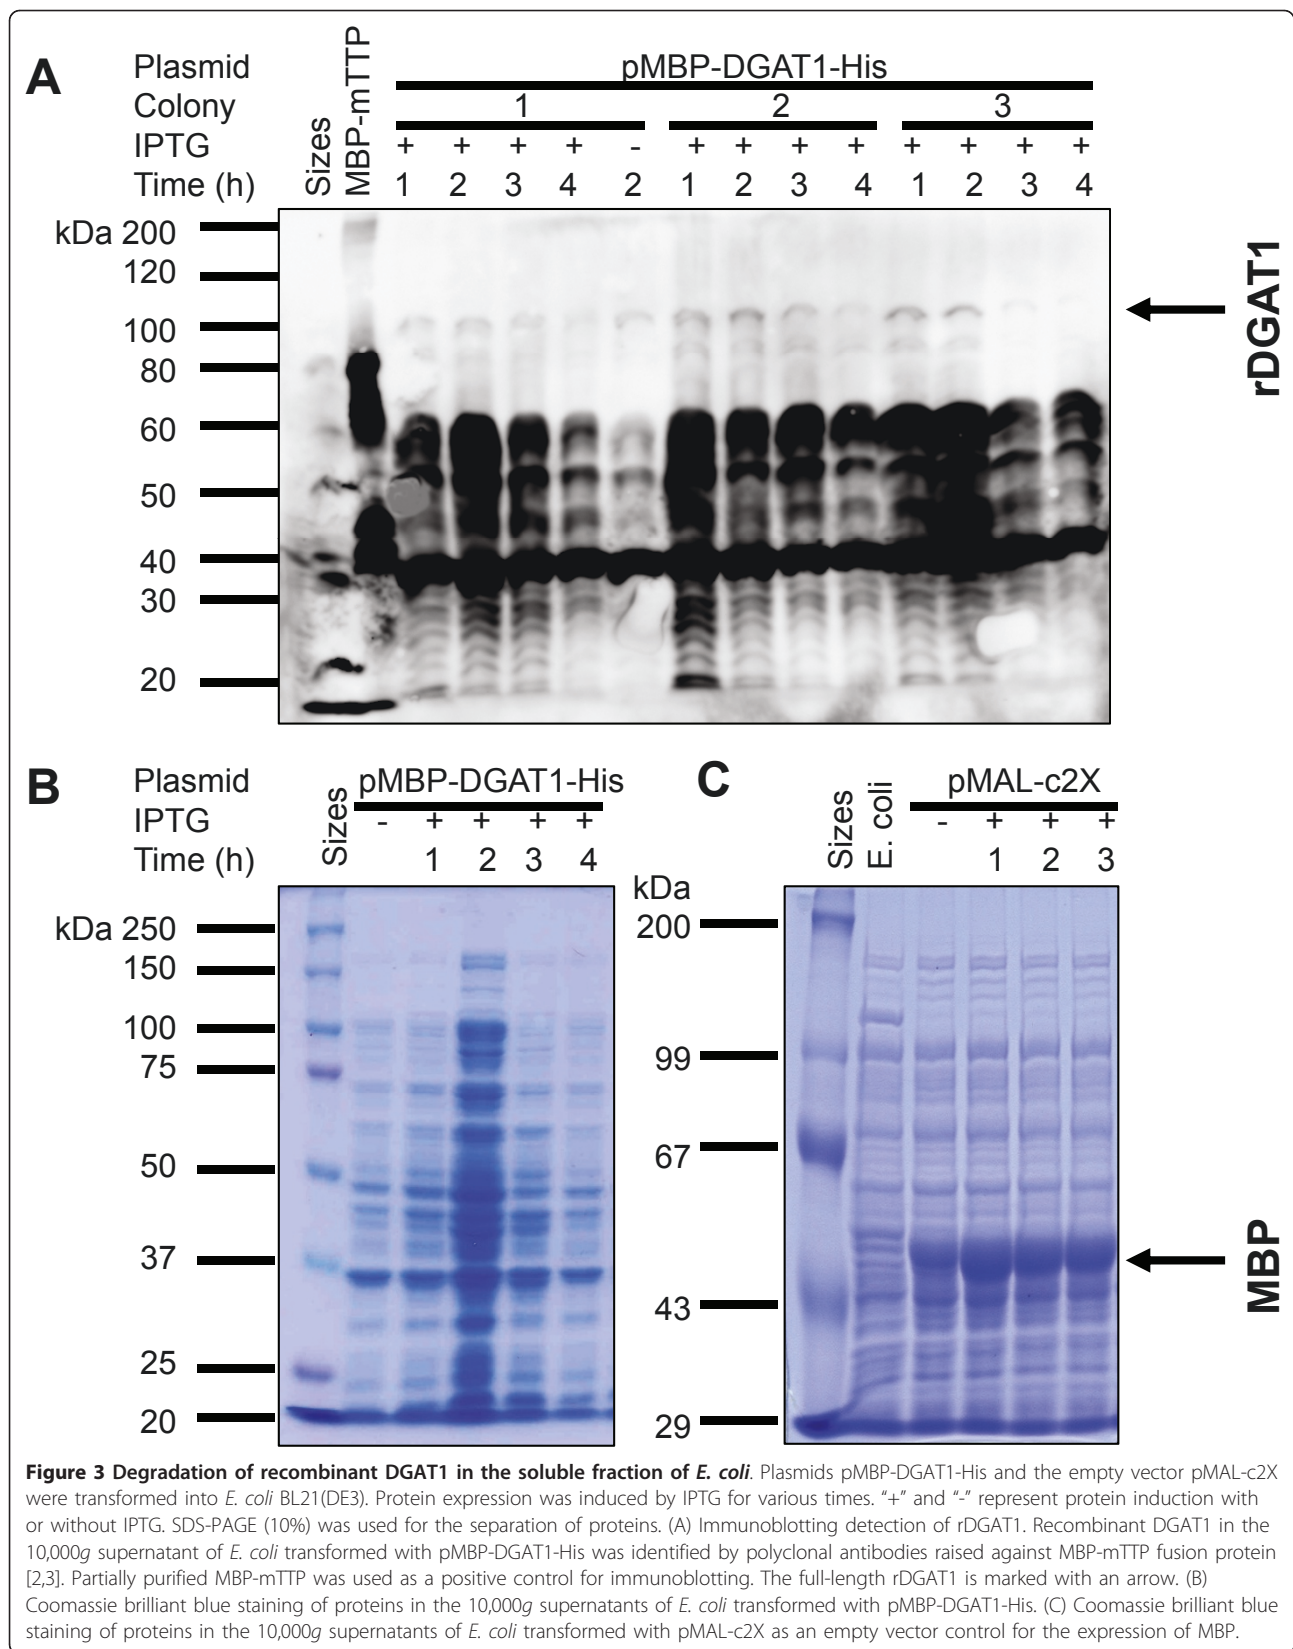 A
Plasmid pMBP-DGAT1-His
Colony 1 2 3
Sizes
MBP-mTTP
IPTG + + + + - + + + + + + + +
Time (h) 1 2 3 4 2 1 2 3 4 1 2 3 4
kDa 200
120
100
80
60
50
40
30
20
rDGAT1
B
Plasmid pMBP-DGAT1-His
Sizes
IPTG - + + + +
Time (h) 1 2 3 4
kDa 250
150
100
75
50
37
25
20
C
pMAL-c2X
Sizes
E. coli
- + + +
1 2 3
kDa
200
99
67
43
29
MBP
Figure 3 Degradation of recombinant DGAT1 in the soluble fraction of E. coli. Plasmids pMBP-DGAT1-His and the empty vector pMAL-c2X
were transformed into E. coli BL21(DE3). Protein expression was induced by IPTG for various times. “+” and “-” represent protein induction with
or without IPTG. SDS-PAGE (10%) was used for the separation of proteins. (A) Immunoblotting detection of rDGAT1. Recombinant DGAT1 in the
10,000g supernatant of E. coli transformed with pMBP-DGAT1-His was identified by polyclonal antibodies raised against MBP-mTTP fusion protein
[2,3]. Partially purified MBP-mTTP was used as a positive control for immunoblotting. The full-length rDGAT1 is marked with an arrow. (B)
Coomassie brilliant blue staining of proteins in the 10,000g supernatants of E. coli transformed with pMBP-DGAT1-His. (C) Coomassie brilliant blue
staining of proteins in the 10,000g supernatants of E. coli transformed with pMAL-c2X as an empty vector control for the expression of MBP.